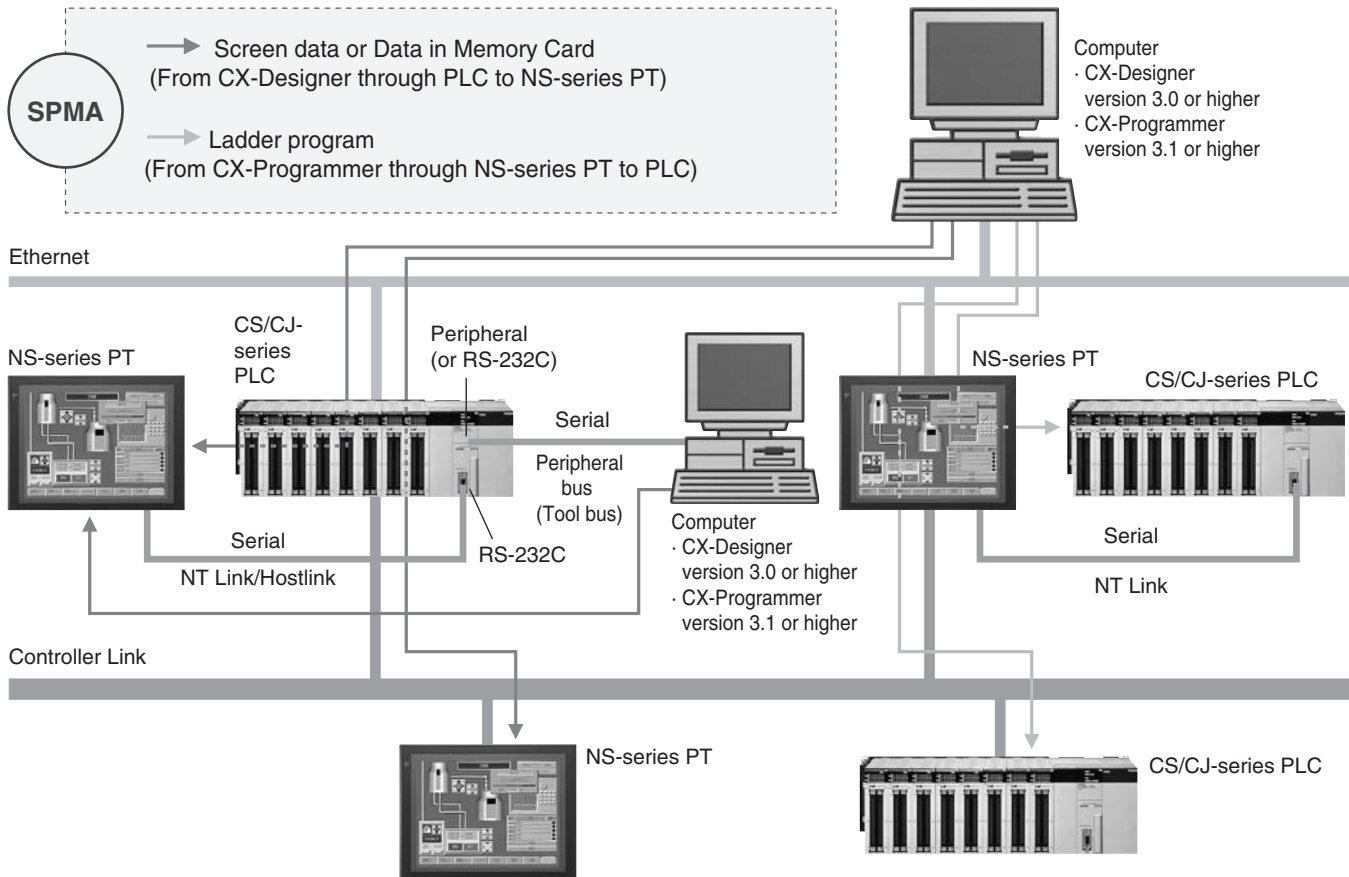 SPMA
Screen data or Data in Memory Card
(From CX-Designer through PLC to NS-series PT)
Ladder program
(From CX-Programmer through NS-series PT to PLC)
Computer
· CX-Designer
version 3.0 or higher
· CX-Programmer
version 3.1 or higher
Ethernet
NS-series PT
CS/CJ-
series
PLC
Peripheral
(or RS-232C)
Serial
Peripheral
bus
(Tool bus)
Serial
NT Link/Hostlink
RS-232C
Computer
· CX-Designer
version 3.0 or higher
· CX-Programmer
version 3.1 or higher
NS-series PT
CS/CJ-series PLC
Serial
NT Link
Controller Link
NS-series PT
CS/CJ-series PLC